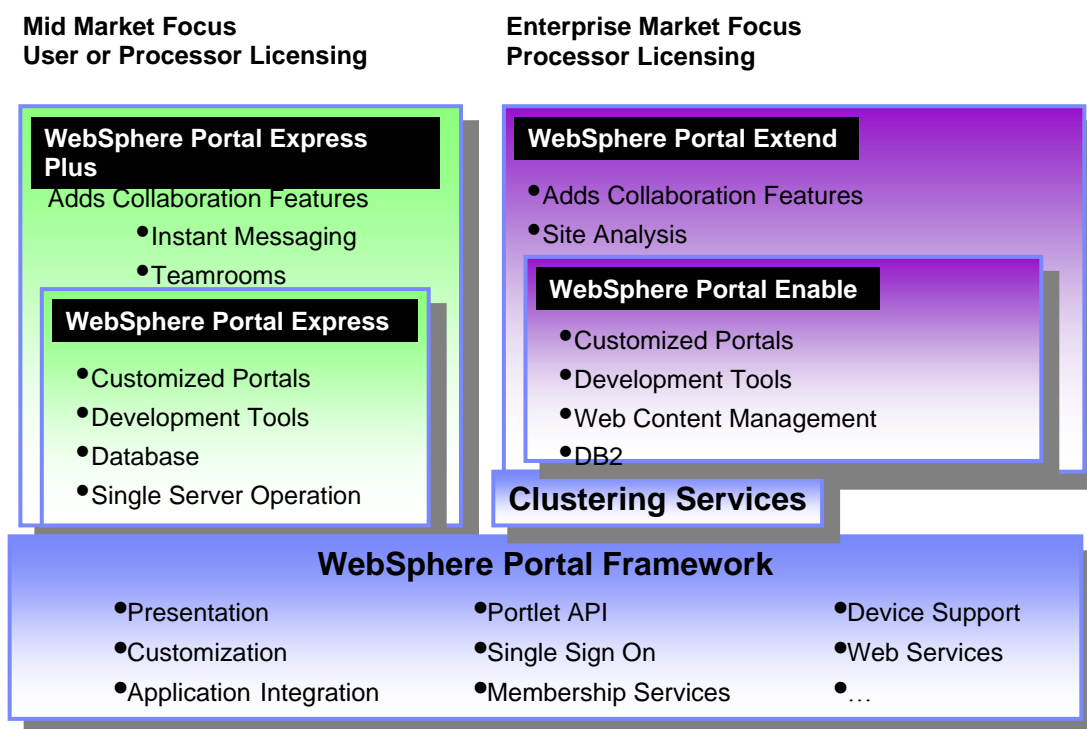 Mid Market Focus
User or Processor Licensing
Enterprise Market Focus
Processor Licensing
WebSphere Portal Express
Plus
Adds Collaboration Features
•Instant Messaging
•Teamrooms
WebSphere Portal Express
•Customized Portals
•Development Tools
•Database
•Single Server Operation
WebSphere Portal Extend
•Adds Collaboration Features
•Site Analysis
WebSphere Portal Enable
•Customized Portals
•Development Tools
•Web Content Management
•DB2
Clustering Services
WebSphere Portal Framework
•Presentation
•Customization
•Application Integration
•Portlet API
•Single Sign On
•Membership Services
•Device Support
•Web Services
•…